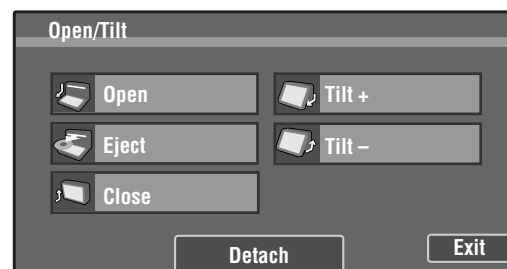 Open/Tilt
Open
Tilt +
Eject
Tilt –
Close
Detach
Exit